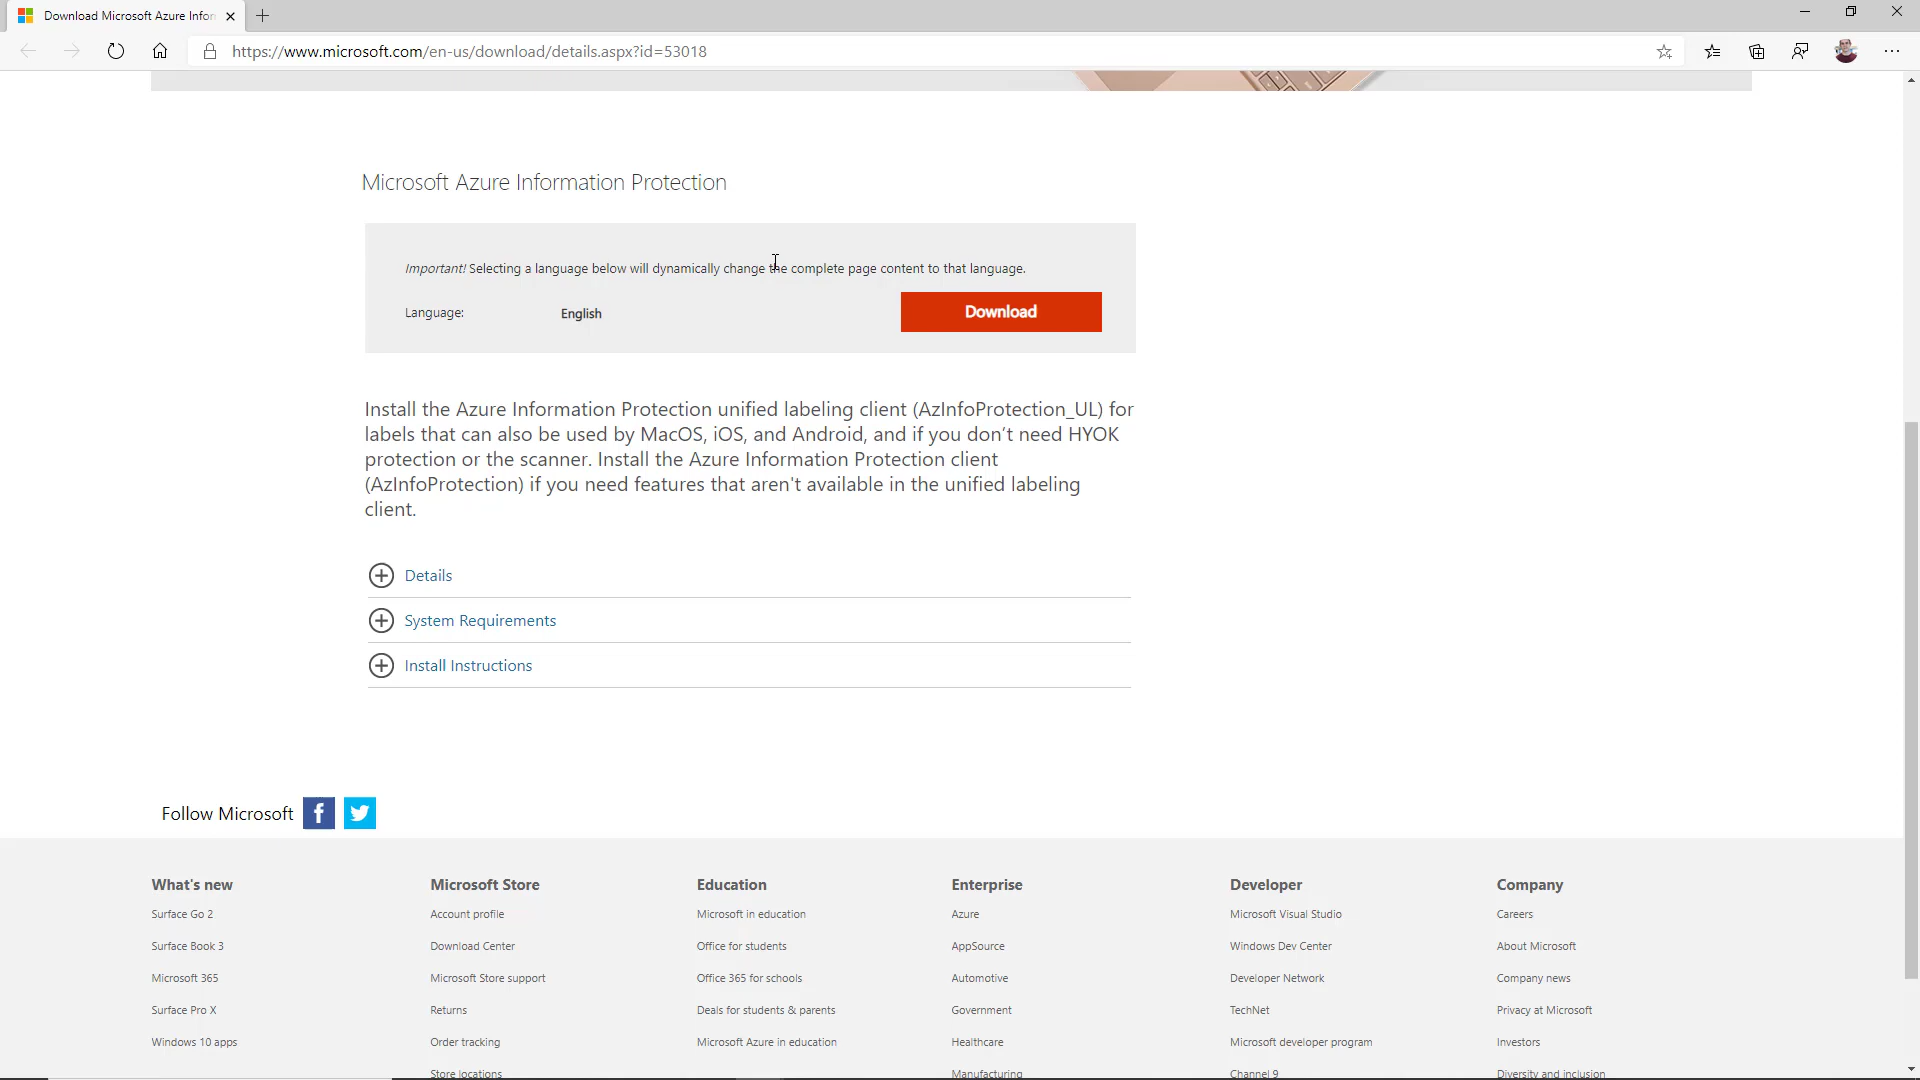 Download Microsoft Azure Infor
https://www.microsoft.com/en-us/download/details.aspx?id=53018
Microsoft Azure Information Protection
Important! Selecting a language below will dynamically change the complete page content to that language.
Language:
English
Download
Install the Azure Information Protection unified labeling client (AzInfoProtection_UL) for
labels that can also be used by MacOS, iOS, and Android, and if you don’t need HYOK
protection or the scanner. Install the Azure Information Protection client
(AzInfoProtection) if you need features that aren't available in the unified labeling
client.
Details
System Requirements
Install Instructions
Follow Microsoft
What's new
Surface Go 2
Surface Book 3
Microsoft 365
Surface Pro X
Windows 10 apps
Microsoft Store
Account profile
Download Center
Microsoft Store support
Returns
Order tracking
Store locations
Education
Microsoft in education
Office for students
Office 365 for schools
Deals for students & parents
Microsoft Azure in education
Enterprise
Azure
AppSource
Automotive
Government
Healthcare
Manufacturing
Developer
Microsoft Visual Studio
Windows Dev Center
Developer Network
TechNet
Microsoft developer program
Channel 9
Company
Careers
About Microsoft
Company news
Privacy at Microsoft
Investors
Diversity and inclusion